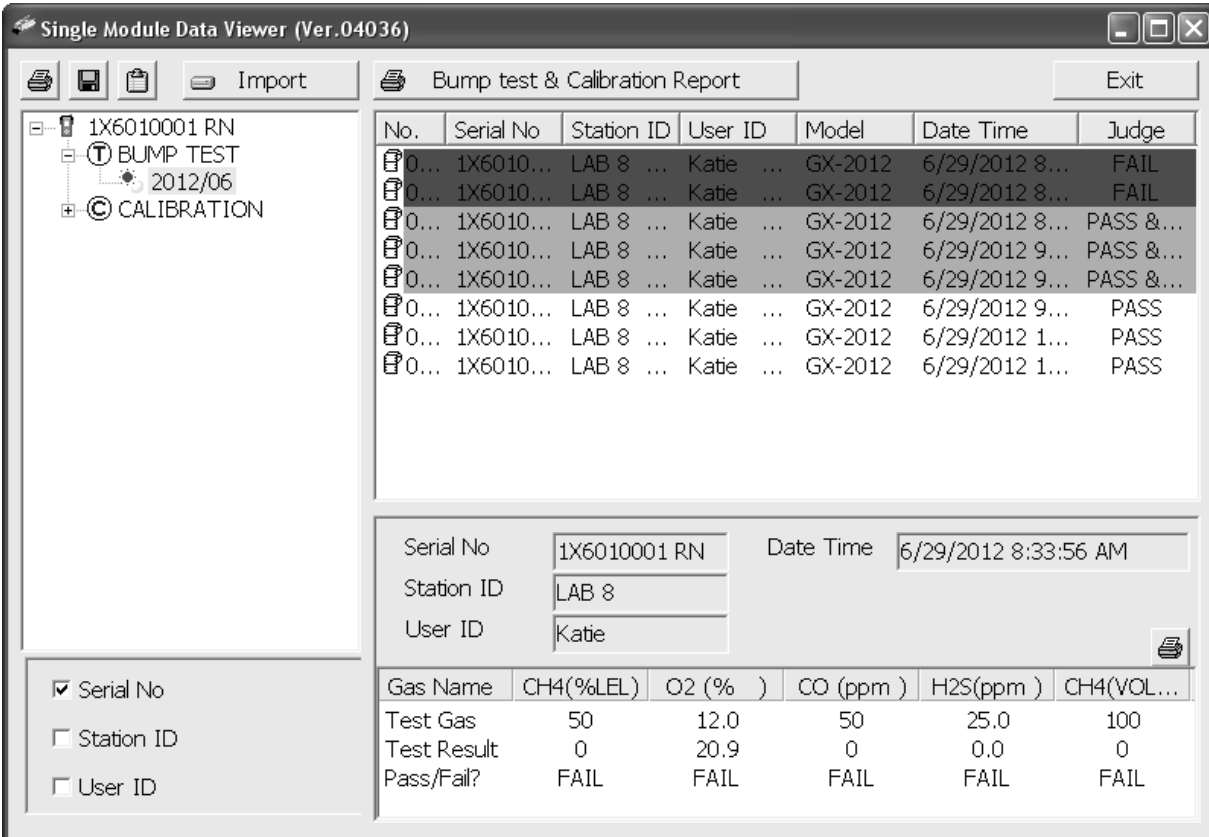 Single Module Data Viewer (Ver.04036)
Import
Bump test & Calibration Report
Exit
1X6010001 RN
T BUMP TEST
2012/06
C CALIBRATION
No. Serial No Station ID User ID Model Date Time Judge
0... 1X6010... LAB 8 ... Katie ... GX-2012 6/29/2012 8... FAIL
0... 1X6010... LAB 8 ... Katie ... GX-2012 6/29/2012 8... FAIL
0... 1X6010... LAB 8 ... Katie ... GX-2012 6/29/2012 8... PASS &...
0... 1X6010... LAB 8 ... Katie ... GX-2012 6/29/2012 9... PASS &...
0... 1X6010... LAB 8 ... Katie ... GX-2012 6/29/2012 9... PASS &...
0... 1X6010... LAB 8 ... Katie ... GX-2012 6/29/2012 9... PASS
0... 1X6010... LAB 8 ... Katie ... GX-2012 6/29/2012 1... PASS
0... 1X6010... LAB 8 ... Katie ... GX-2012 6/29/2012 1... PASS
Serial No 1X6010001 RN Date Time 6/29/2012 8:33:56 AM
Station ID LAB 8
User ID Katie
Serial No
Station ID
User ID
Gas Name CH4(%LEL) O2 (% ) CO (ppm ) H2S(ppm ) CH4(VOL...
Test Gas 50 12.0 50 25.0 100
Test Result 0 20.9 0 0.0 0
Pass/Fail? FAIL FAIL FAIL FAIL FAIL